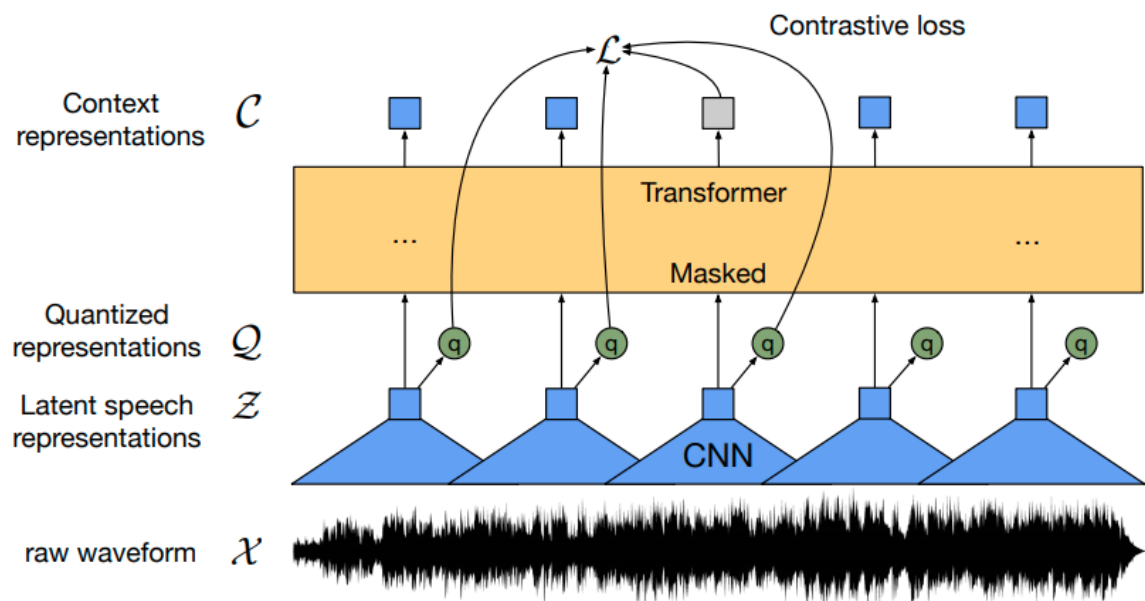 Contrastive loss
ℒ
Context
representations 𝒞
Transformer
... ...
Masked
Quantized
representations 𝒬
q q q q q
Latent speech
representations 𝒵
CNN
raw waveform 𝒳